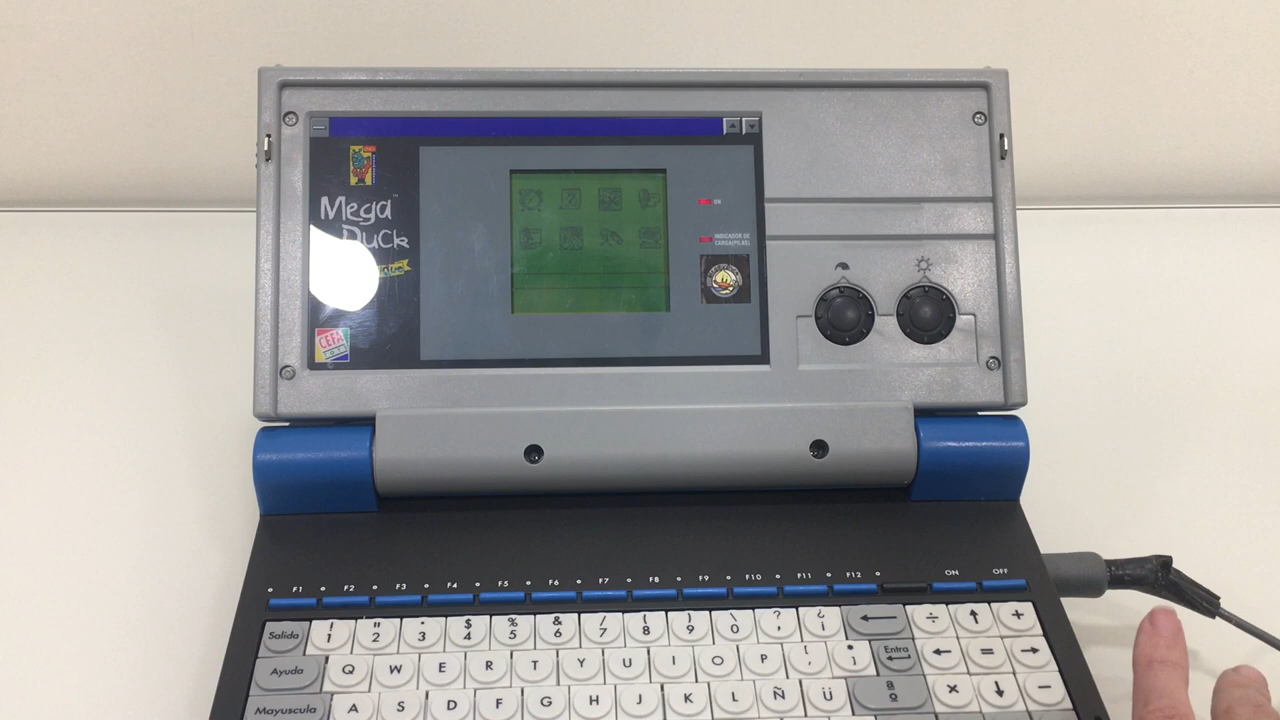 Mega™
Duck
ON
INDICADOR DE
CARGA(PILAS)
CEFA
F1 F2 F3 F4 F5 F6 F7 F8 F9 F10 F11 F12 ON OFF
Salida ! 1 " 2 · 3 $ 4 % 5 & 6 / 7 ( 8 ) 9 \ 0 ? ¿ ¡ ← ÷ ↑ +
Ayuda Q W E R T Y U I O P [ , * ] Entra ← = →
Mayuscula A S D F G H J K L Ñ Ü a o × ↓ −